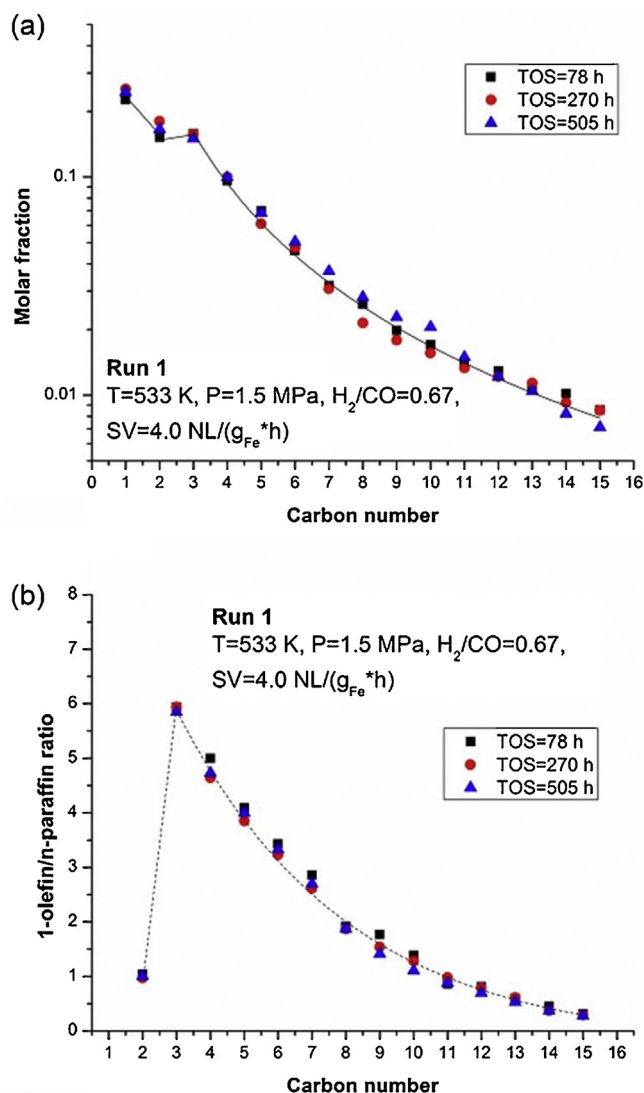 (a)
TOS=78 h
TOS=270 h
TOS=505 h
0.1
0.01
Molar fraction
Run 1
T=533 K, P=1.5 MPa, H₂/CO=0.67,
SV=4.0 NL/(g_Fe*h)
0 1 2 3 4 5 6 7 8 9 10 11 12 13 14 15 16
Carbon number
(b)
Run 1
T=533 K, P=1.5 MPa, H₂/CO=0.67,
SV=4.0 NL/(g_Fe*h)
TOS=78 h
TOS=270 h
TOS=505 h
8
7
6
5
4
3
2
1
0
1-olefin/n-paraffin ratio
1 2 3 4 5 6 7 8 9 10 11 12 13 14 15 16
Carbon number